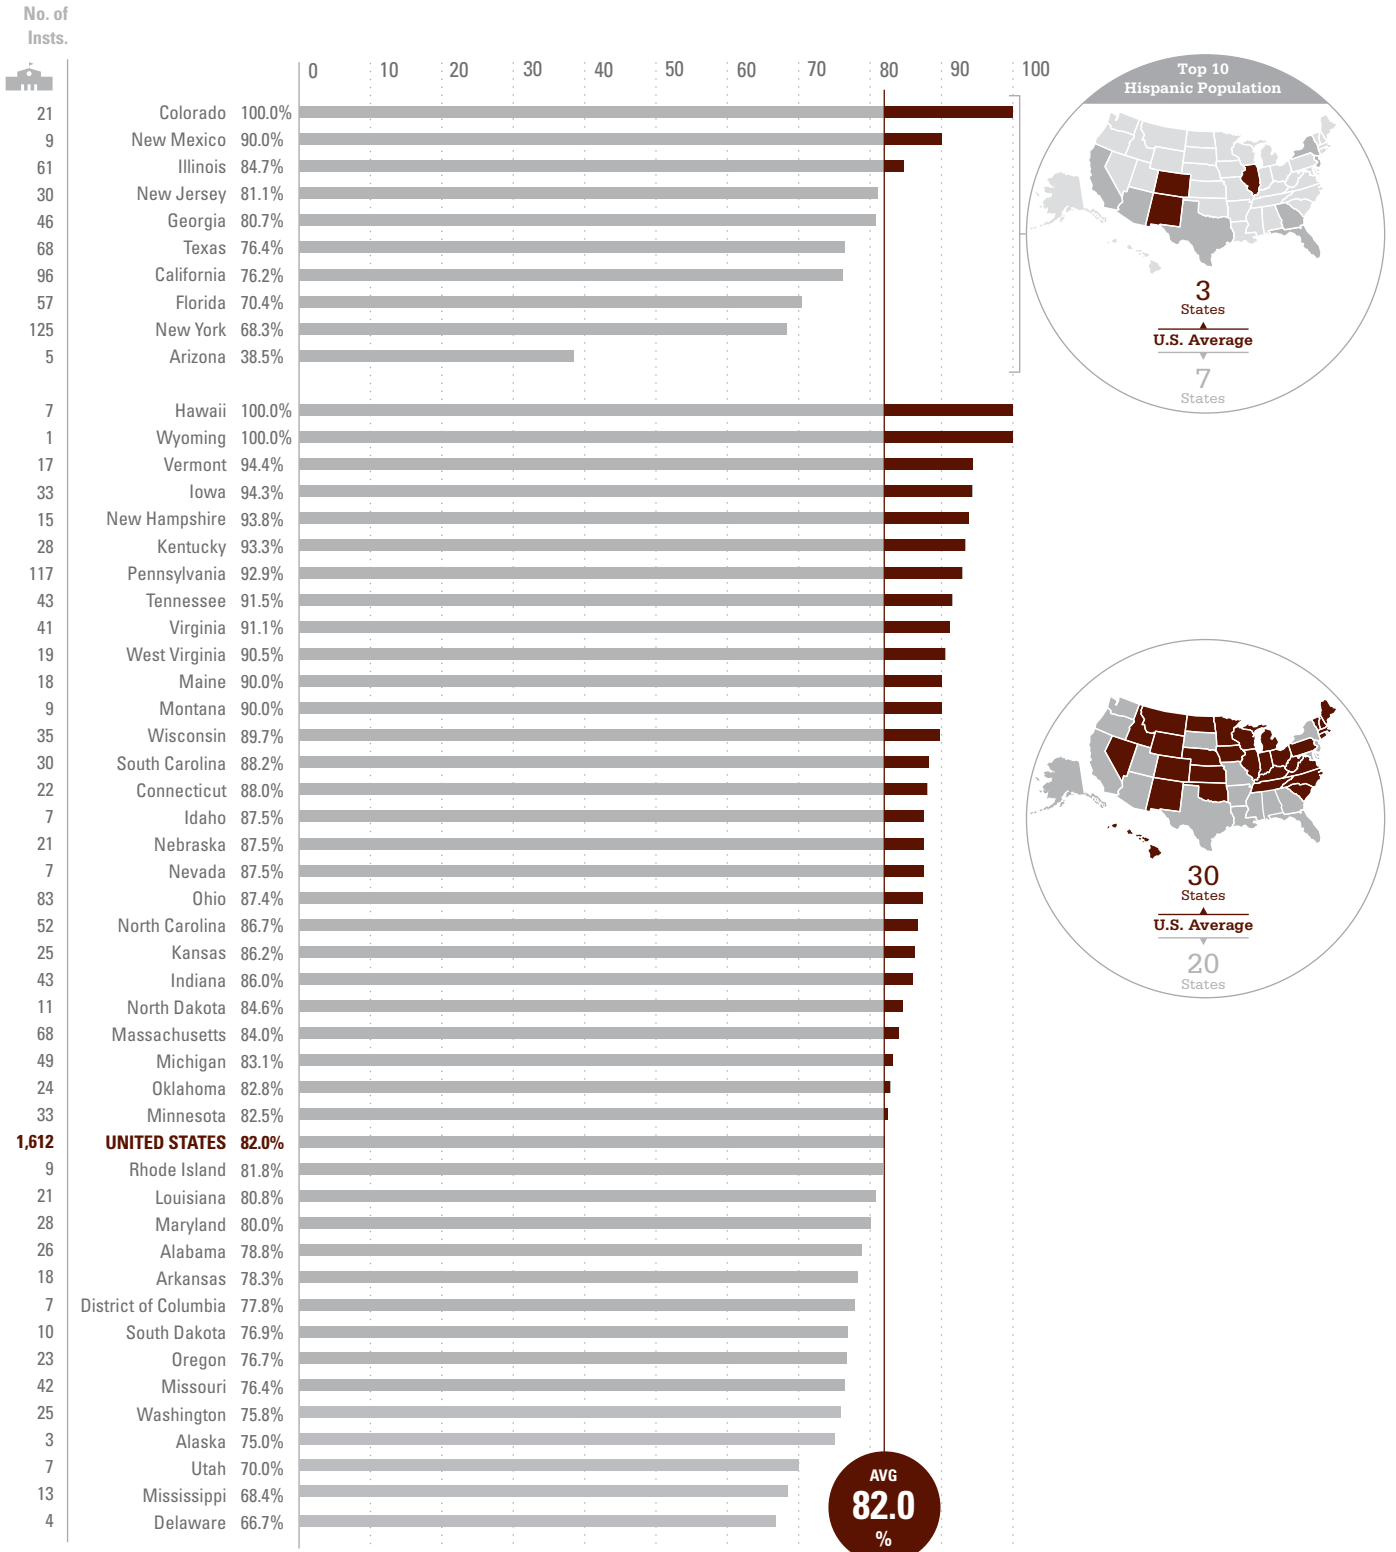 No. of
Insts.
0 10 20 30 40 50 60 70 80 90 100
21 Colorado 100.0%
9 New Mexico 90.0%
61 Illinois 84.7%
30 New Jersey 81.1%
46 Georgia 80.7%
68 Texas 76.4%
96 California 76.2%
57 Florida 70.4%
125 New York 68.3%
5 Arizona 38.5%
Top 10
Hispanic Population
3
States
U.S. Average
7
States
7 Hawaii 100.0%
1 Wyoming 100.0%
17 Vermont 94.4%
33 Iowa 94.3%
15 New Hampshire 93.8%
28 Kentucky 93.3%
117 Pennsylvania 92.9%
43 Tennessee 91.5%
41 Virginia 91.1%
19 West Virginia 90.5%
18 Maine 90.0%
9 Montana 90.0%
35 Wisconsin 89.7%
30 South Carolina 88.2%
22 Connecticut 88.0%
7 Idaho 87.5%
21 Nebraska 87.5%
7 Nevada 87.5%
83 Ohio 87.4%
52 North Carolina 86.7%
25 Kansas 86.2%
43 Indiana 86.0%
11 North Dakota 84.6%
68 Massachusetts 84.0%
49 Michigan 83.1%
24 Oklahoma 82.8%
33 Minnesota 82.5%
1,612 UNITED STATES 82.0%
9 Rhode Island 81.8%
21 Louisiana 80.8%
28 Maryland 80.0%
26 Alabama 78.8%
18 Arkansas 78.3%
7 District of Columbia 77.8%
10 South Dakota 76.9%
23 Oregon 76.7%
42 Missouri 76.4%
25 Washington 75.8%
3 Alaska 75.0%
7 Utah 70.0%
13 Mississippi 68.4%
4 Delaware 66.7%
30
States
U.S. Average
20
States
AVG
82.0
%